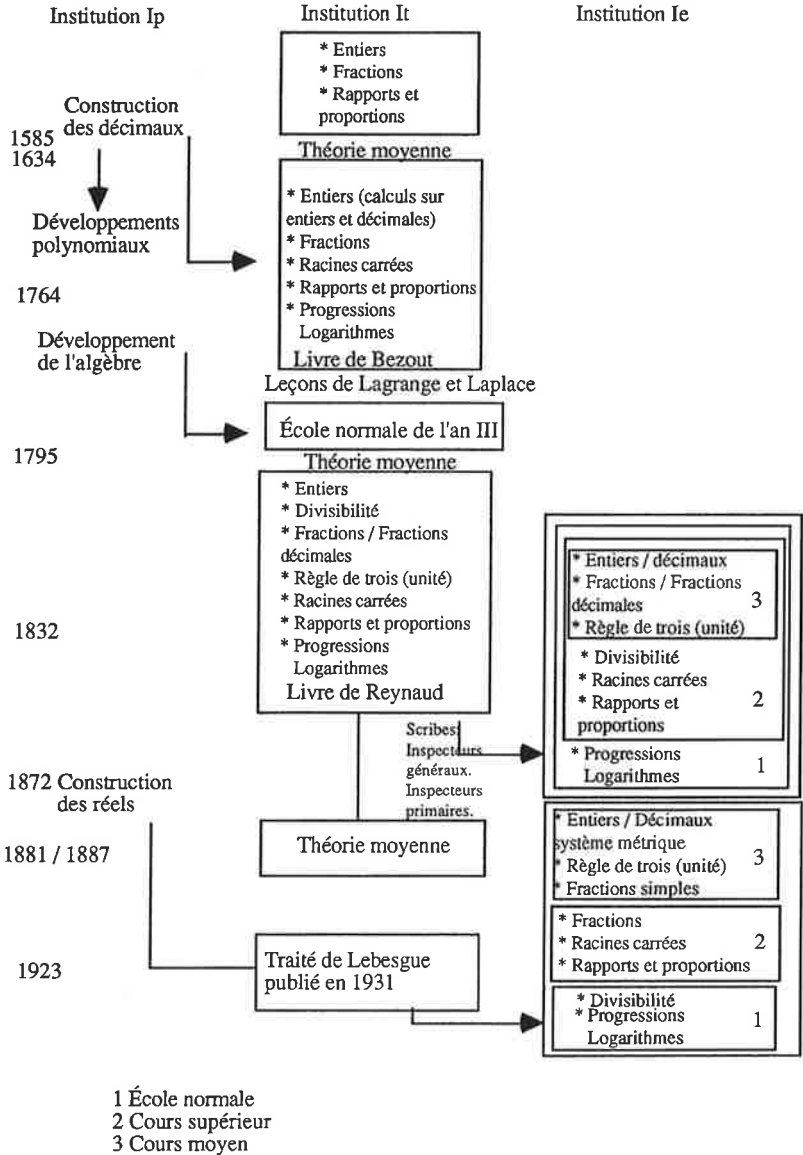 Institution Ip
Institution It
Institution Ie
* Entiers
* Fractions
* Rapports et
proportions
Construction
des décimaux
1585
1634
Théorie moyenne
* Entiers (calculs sur
entiers et décimales)
* Fractions
* Racines carrées
* Rapports et proportions
* Progressions
Logarithmes
Livre de Bezout
Développements
polynomiaux
1764
Développement
de l'algèbre
Leçons de Lagrange et Laplace
École normale de l'an III
1795
Théorie moyenne
* Entiers
* Divisibilité
* Fractions / Fractions
décimales
* Règle de trois (unité)
* Racines carrées
* Rapports et proportions
* Progressions
Logarithmes
Livre de Reynaud
1832
* Entiers / décimaux
* Fractions / Fractions
décimales
* Règle de trois (unité)
3
* Divisibilité
* Racines carrées
* Rapports et
proportions
2
* Progressions
Logarithmes
1
Scribes:
Inspecteurs
généraux.
Inspecteurs
primaires.
1872 Construction
des réels
1881 / 1887
Théorie moyenne
* Entiers / Décimaux
système métrique
* Règle de trois (unité)
* Fractions simples
3
* Fractions
* Racines carrées
* Rapports et proportions
2
1923
Traité de Lebesgue
publié en 1931
* Divisibilité
* Progressions
Logarithmes
1
1 École normale
2 Cours supérieur
3 Cours moyen